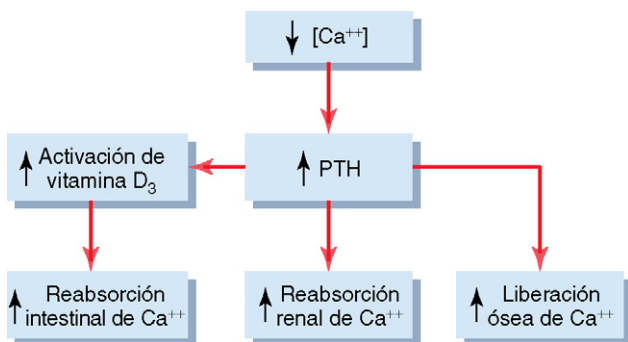 ↓ [Ca⁺⁺]
↑ Activación de
vitamina D₃
↑ PTH
↑ Reabsorción
intestinal de Ca⁺⁺
↑ Reabsorción
renal de Ca⁺⁺
↑ Liberación
ósea de Ca⁺⁺